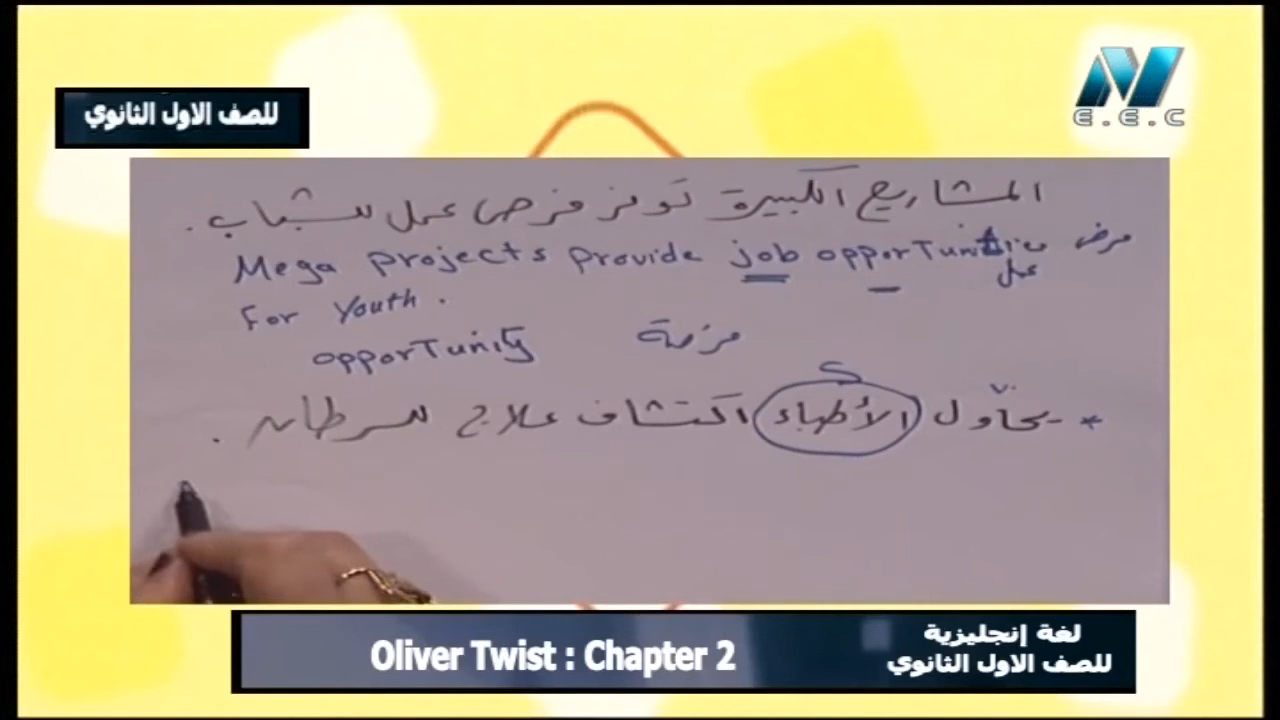 للصف الاول الثانوي
E.E.C
المشاريع الكبيرة توفر فرص عمل للشباب .
Mega projects provide job opportunities فرص عمل
For Youth .
opportunity فرصة
S
v.
* يحاول الأطباء اكتشاف علاج للسرطان .
لغة إنجليزية
للصف الاول الثانوي
Oliver Twist : Chapter 2